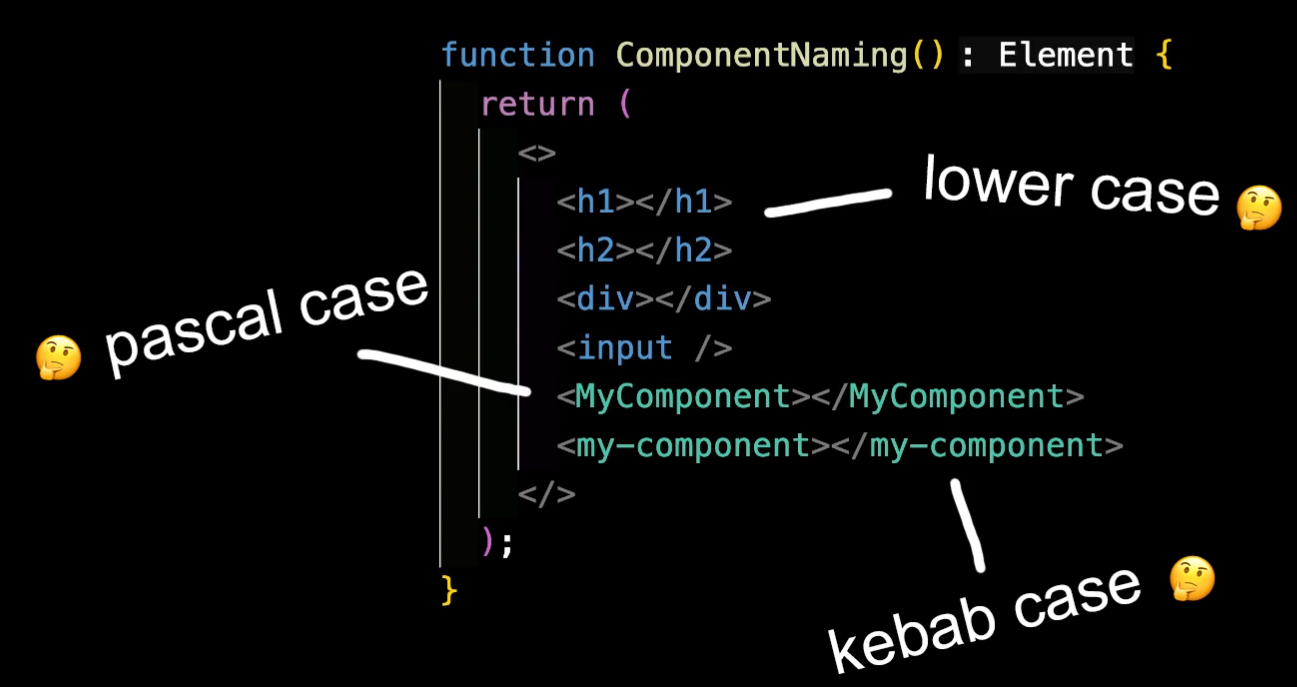 function ComponentNaming(): Element {
return (
<>
<h1></h1>
lower case 🤔
<h2></h2>
<div></div>
🤔 pascal case
<input />
<MyComponent></MyComponent>
<my-component></my-component>
</>
);
}
kebab case 🤔